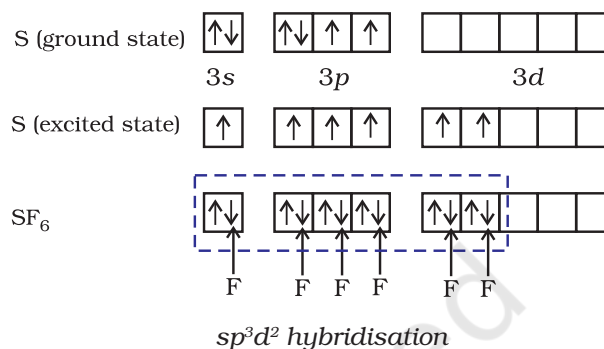 S (ground state)
3s 3p 3d
S (excited state)
SF₆
F F F F F F
sp³d² hybridisation